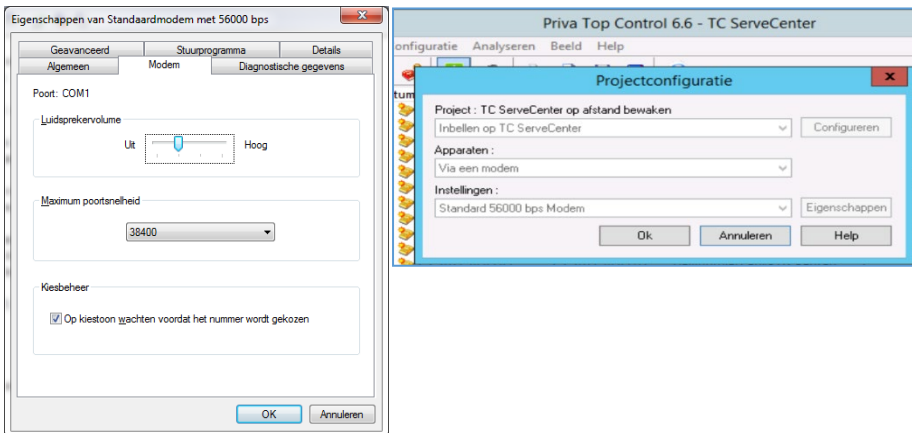 Eigenschappen van Standaardmodem met 56000 bps
Geavanceerd Stuurprogramma Details
Algemeen Modem Diagnostische gegevens
Poort: COM1
Luidsprekervolume
Uit Hoog
Maximum poortsnelheid
38400
Kiesbeheer
Op kiestoon wachten voordat het nummer wordt gekozen
OK Annuleren
Priva Top Control 6.6 - TC ServeCenter
onfiguratie Analyseren Beeld Help
tum
Projectconfiguratie
Project : TC ServeCenter op afstand bewaken
Inbellen op TC ServeCenter Configureren
Apparaten :
Via een modem
Instellingen :
Standard 56000 bps Modem Eigenschappen
Ok Annuleren Help